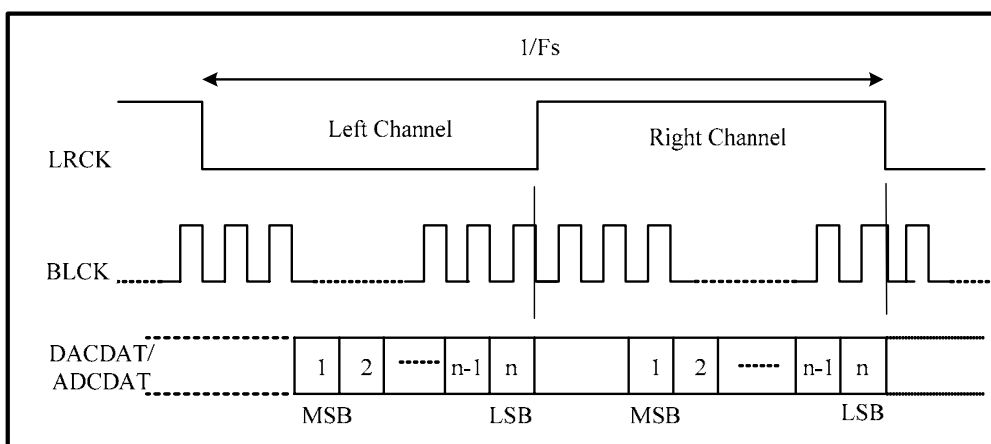 1/Fs
Left Channel
Right Channel
LRCK
BLCK
DACDAT/
ADCDAT
1 2 n-1 n 1 2 n-1 n
MSB LSB MSB LSB